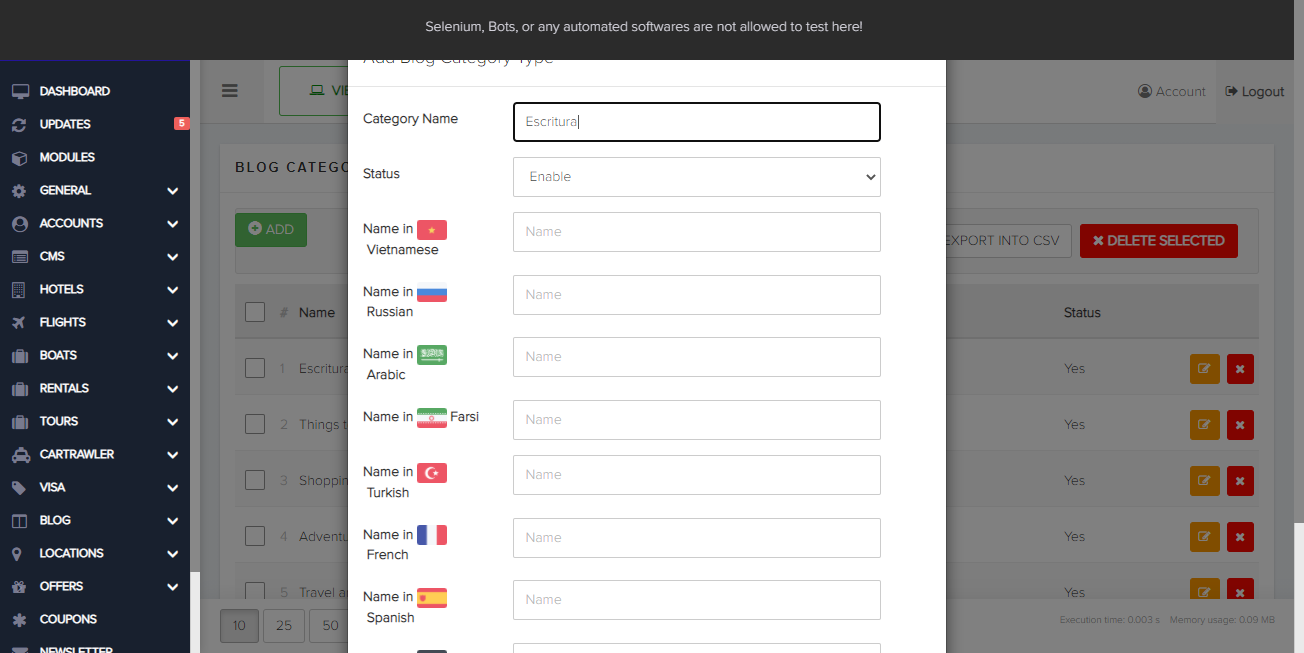 Selenium, Bots, or any automated softwares are not allowed to test here!
DASHBOARD
UPDATES 5
MODULES
GENERAL
ACCOUNTS
CMS
HOTELS
FLIGHTS
BOATS
RENTALS
TOURS
CARTRAWLER
VISA
BLOG
LOCATIONS
OFFERS
COUPONS
NEWSLETTER
Account Logout
BLOG CATEGO
ADD
EXPORT INTO CSV DELETE SELECTED
# Name Status
1 Escritura Yes
2 Things t Yes
3 Shoppin Yes
4 Adventu Yes
5 Travel a Yes
10 25 50
Execution time: 0.003 s Memory usage: 0.09 MB
Add Blog Category Type
Category Name Escritura
Status Enable
Name in Vietnamese Name
Name in Russian Name
Name in Arabic Name
Name in Farsi Name
Name in Turkish Name
Name in French Name
Name in Spanish Name